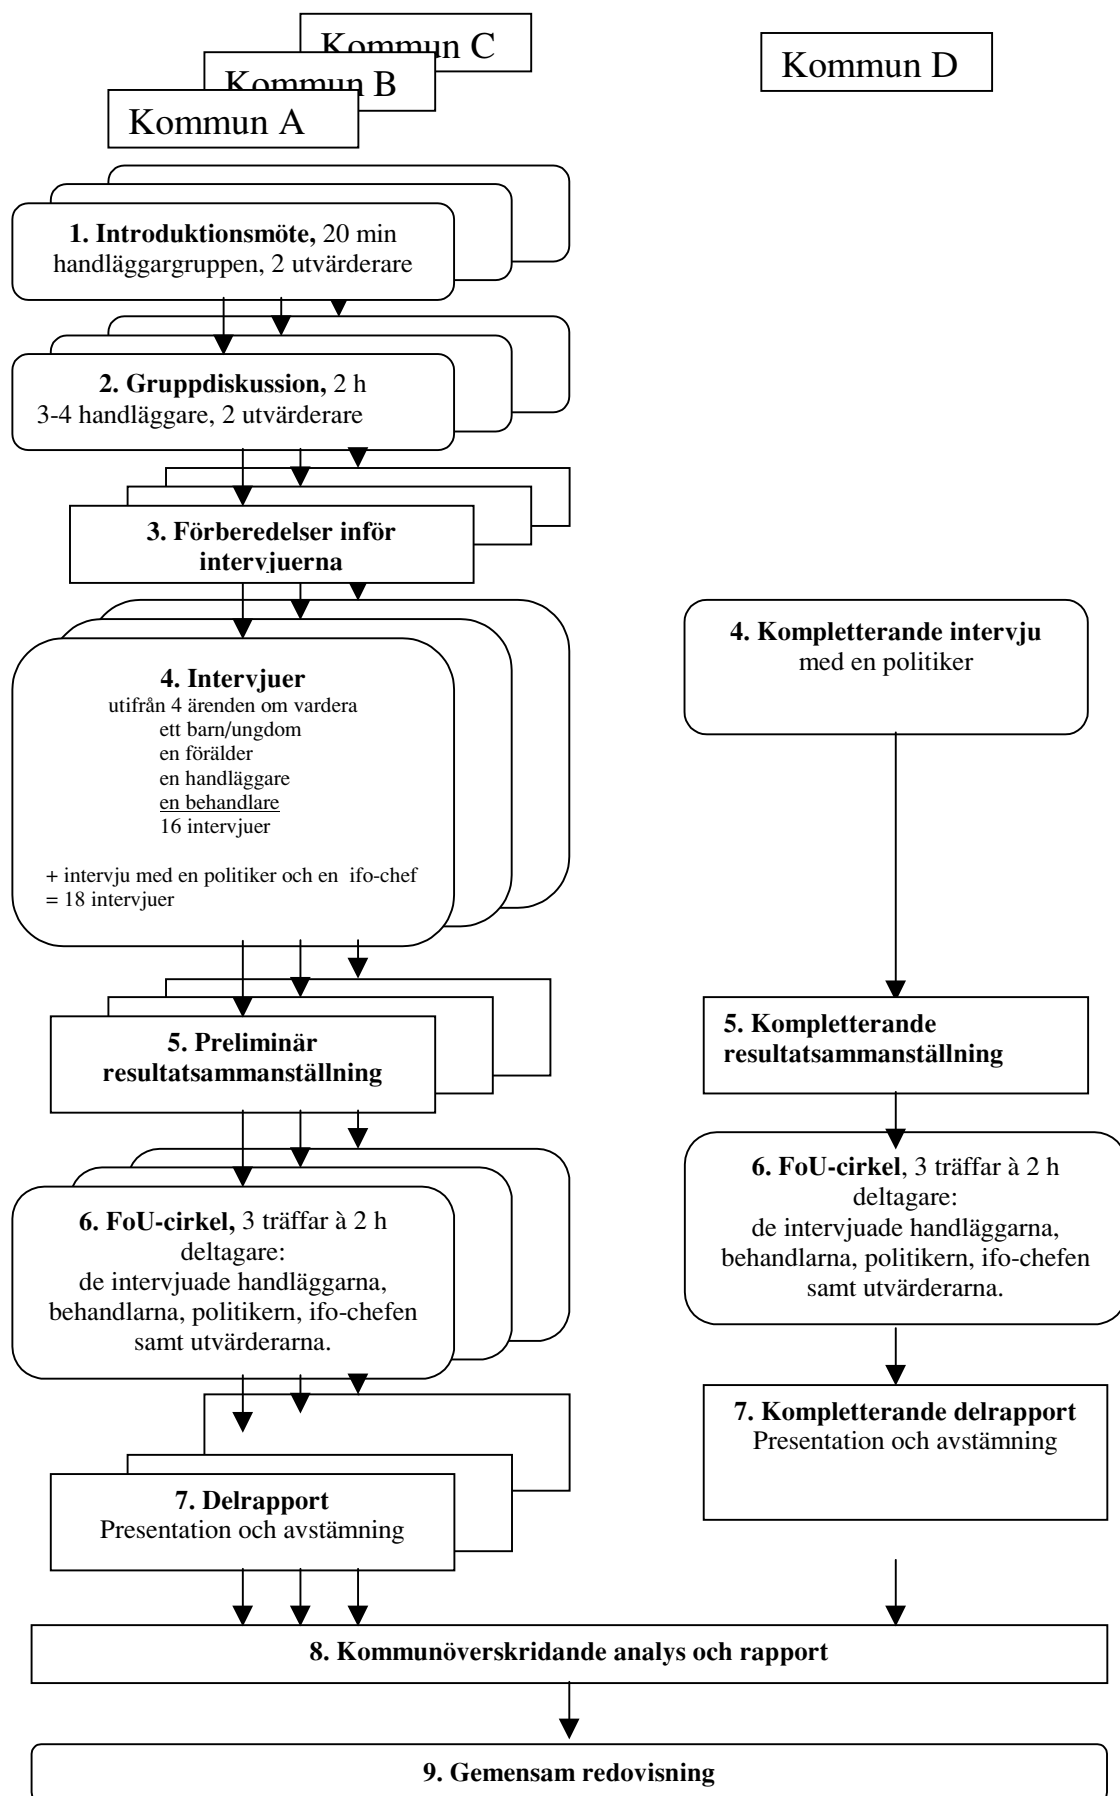 Kommun C
Kommun B
Kommun A
Kommun D
1. Introduktionsmöte, 20 min
handläggargruppen, 2 utvärderare
2. Gruppdiskussion, 2 h
3-4 handläggare, 2 utvärderare
3. Förberedelser inför
intervjuerna
4. Intervjuer
utifrån 4 ärenden om vardera
ett barn/ungdom
en förälder
en handläggare
en behandlare
16 intervjuer
+ intervju med en politiker och en ifo-chef
= 18 intervjuer
4. Kompletterande intervju
med en politiker
5. Preliminär
resultatsammanställning
5. Kompletterande
resultatsammanställning
6. FoU-cirkel, 3 träffar à 2 h
deltagare:
de intervjuade handläggarna,
behandlarna, politikern, ifo-chefen
samt utvärderarna.
6. FoU-cirkel, 3 träffar à 2 h
deltagare:
de intervjuade handläggarna,
behandlarna, politikern, ifo-chefen
samt utvärderarna.
7. Delrapport
Presentation och avstämning
7. Kompletterande delrapport
Presentation och avstämning
8. Kommunöverskridande analys och rapport
9. Gemensam redovisning